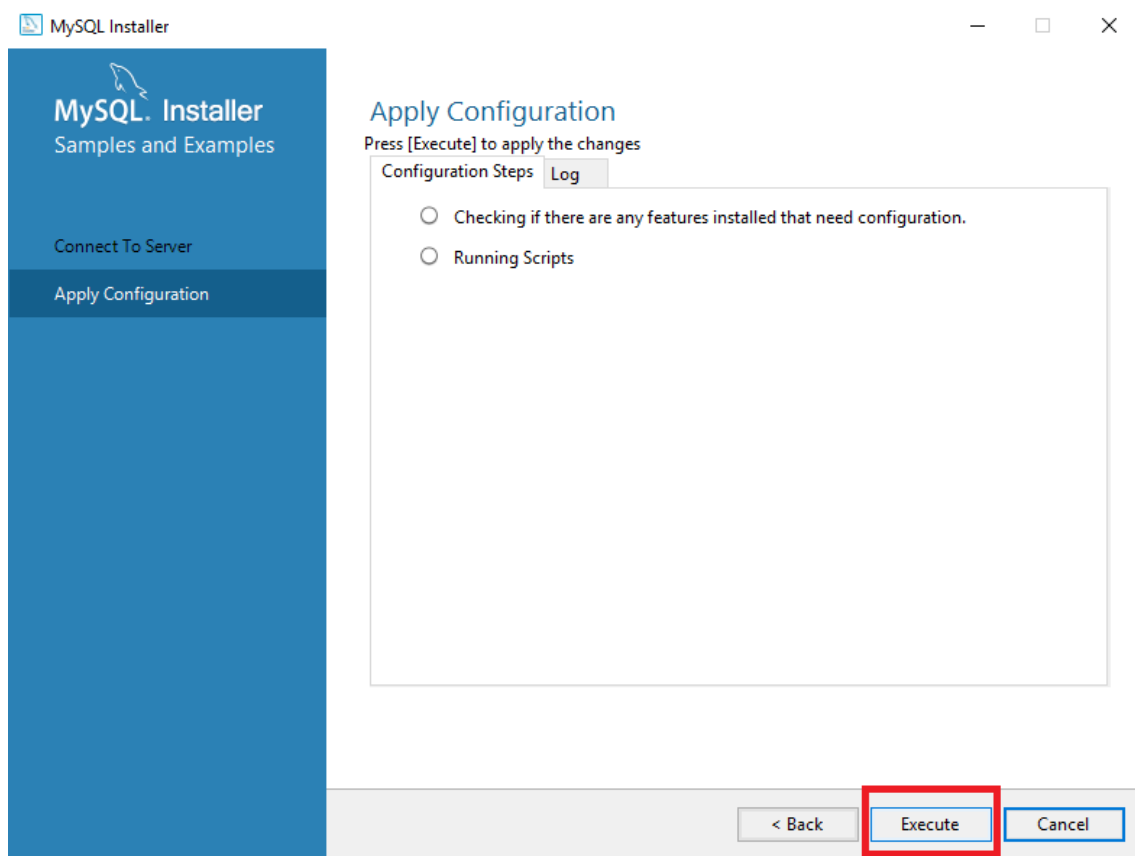 MySQL Installer
MySQL. Installer
Samples and Examples
Connect To Server
Apply Configuration
Apply Configuration
Press [Execute] to apply the changes
Configuration Steps Log
Checking if there are any features installed that need configuration.
Running Scripts
< Back Execute Cancel